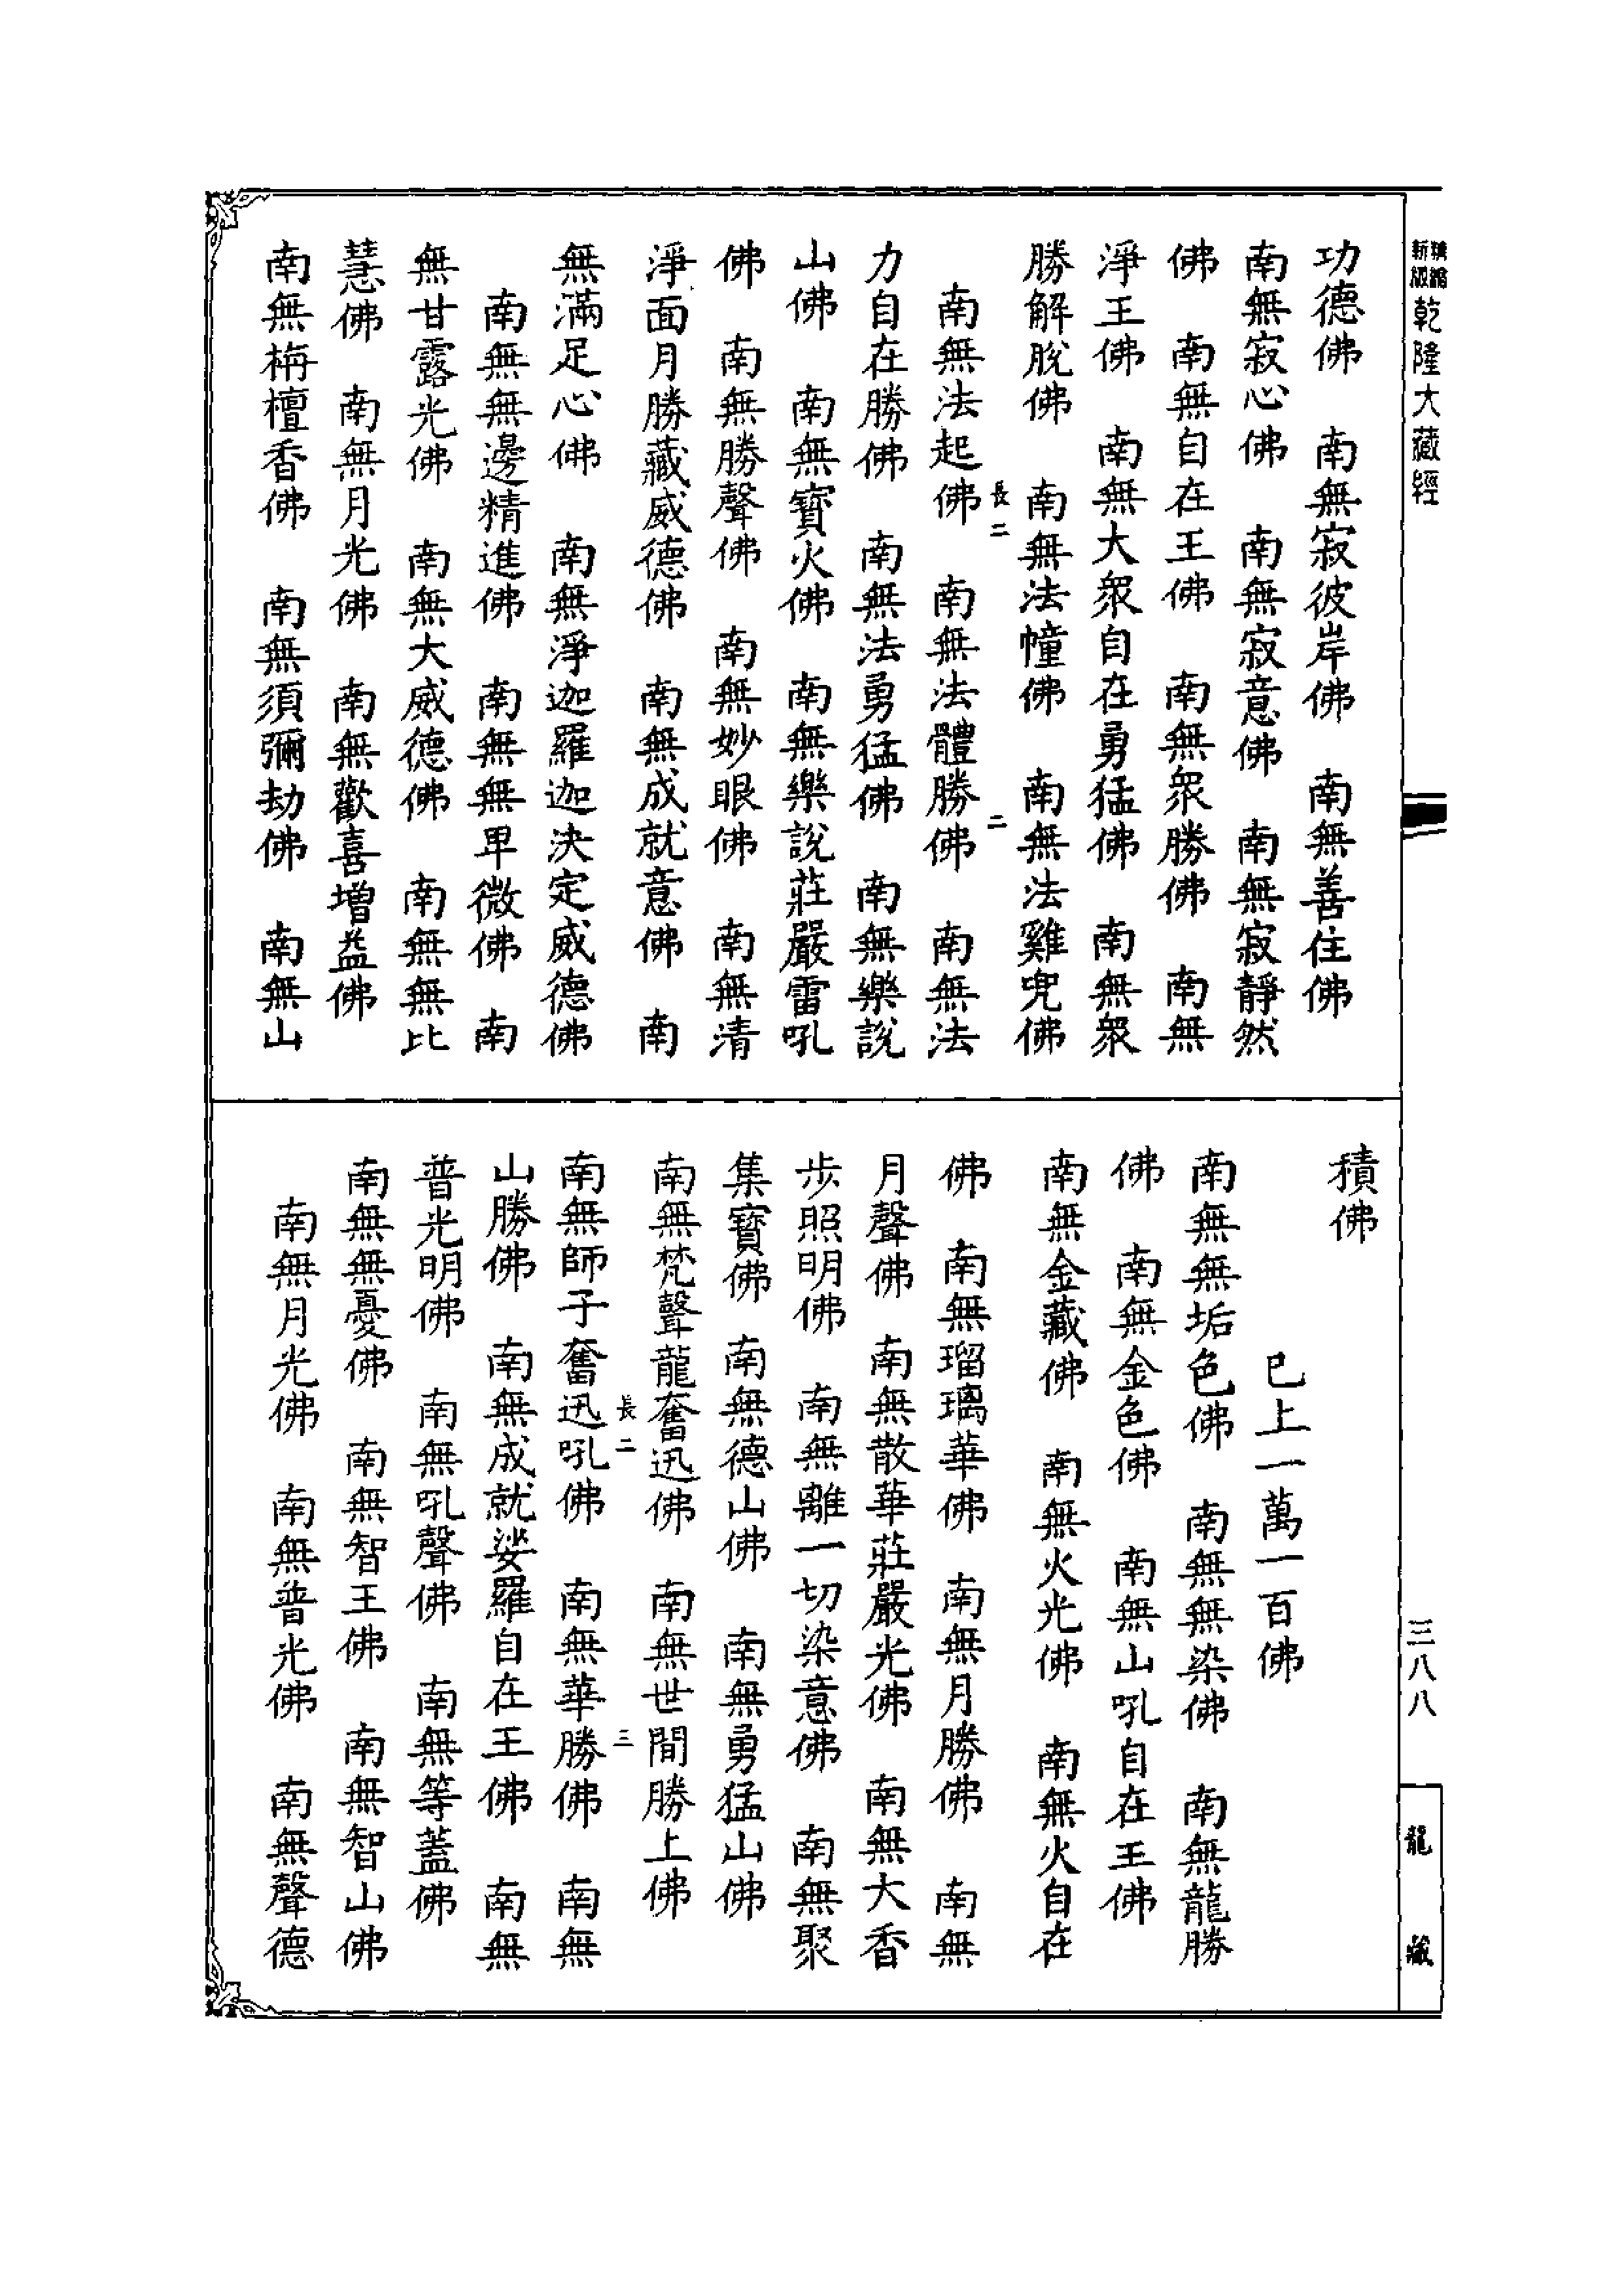 精編
新版
乾隆大藏經
功德佛　南無寂彼岸佛　南無善住佛
南無寂心佛　南無寂意佛　南無寂靜然
佛　南無自在王佛　南無衆勝佛　南無
淨王佛　南無大衆自在勇猛佛　南無衆
勝解脫佛　南無法幢佛　南無法雞兜佛
長二
二
南無法起佛　南無法體勝佛　南無法
力自在勝佛　南無法勇猛佛　南無樂說
山佛　南無寶火佛　南無樂說莊嚴雷吼
佛　南無勝聲佛　南無妙眼佛　南無清
淨面月勝藏威德佛　南無成就意佛　南
無滿足心佛　南無淨迦羅迦決定威德佛
南無無邊精進佛　南無無卑微佛　南
無甘露光佛　南無大威德佛　南無無比
慧佛　南無月光佛　南無歡喜增益佛
南無栴檀香佛　南無須彌劫佛　南無山
積佛
已上一萬一百佛
南無無垢色佛　南無無染佛　南無龍勝
佛　南無金色佛　南無山吼自在王佛
南無金藏佛　南無火光佛　南無火自在
佛　南無瑠璃華佛　南無月勝佛　南無
月聲佛　南無散華莊嚴光佛　南無大香
步照明佛　南無離一切染意佛　南無聚
集寶佛　南無德山佛　南無勇猛山佛
南無梵聲龍奮迅佛　南無世間勝上佛
長二
三
南無師子奮迅吼佛　南無華勝佛　南無
山勝佛　南無成就娑羅自在王佛　南無
普光明佛　南無吼聲佛　南無等蓋佛
南無無憂佛　南無智王佛　南無智山佛
南無月光佛　南無普光佛　南無聲德
三八八
龍藏